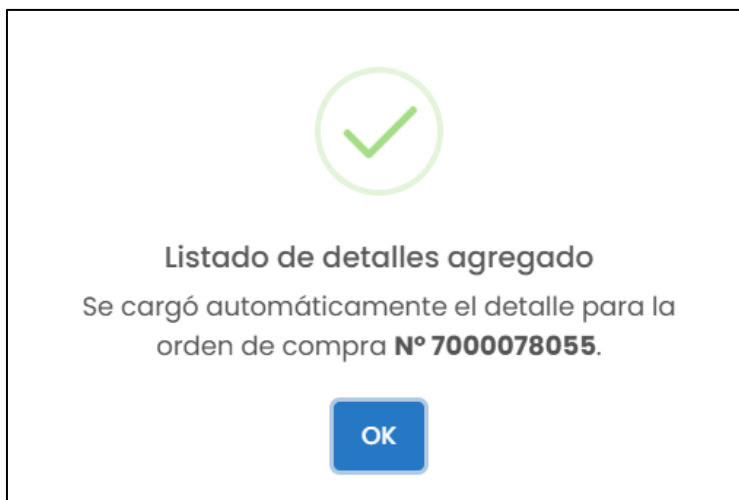 Listado de detalles agregado
Se cargó automáticamente el detalle para la
orden de compra Nº 7000078055.
OK